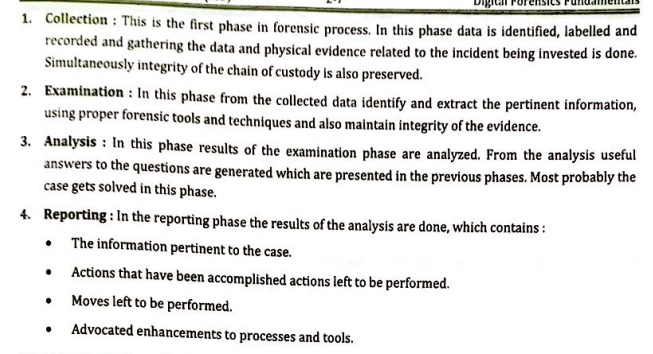 Digital Forensics Fundamentals
1. Collection : This is the first phase in forensic process. In this phase data is identified, labelled and
recorded and gathering the data and physical evidence related to the incident being invested is done.
Simultaneously integrity of the chain of custody is also preserved.
2. Examination : In this phase from the collected data identify and extract the pertinent information,
using proper forensic tools and techniques and also maintain integrity of the evidence.
3. Analysis : In this phase results of the examination phase are analyzed. From the analysis useful
answers to the questions are generated which are presented in the previous phases. Most probably the
case gets solved in this phase.
4. Reporting : In the reporting phase the results of the analysis are done, which contains :
• The information pertinent to the case.
• Actions that have been accomplished actions left to be performed.
• Moves left to be performed.
• Advocated enhancements to processes and tools.